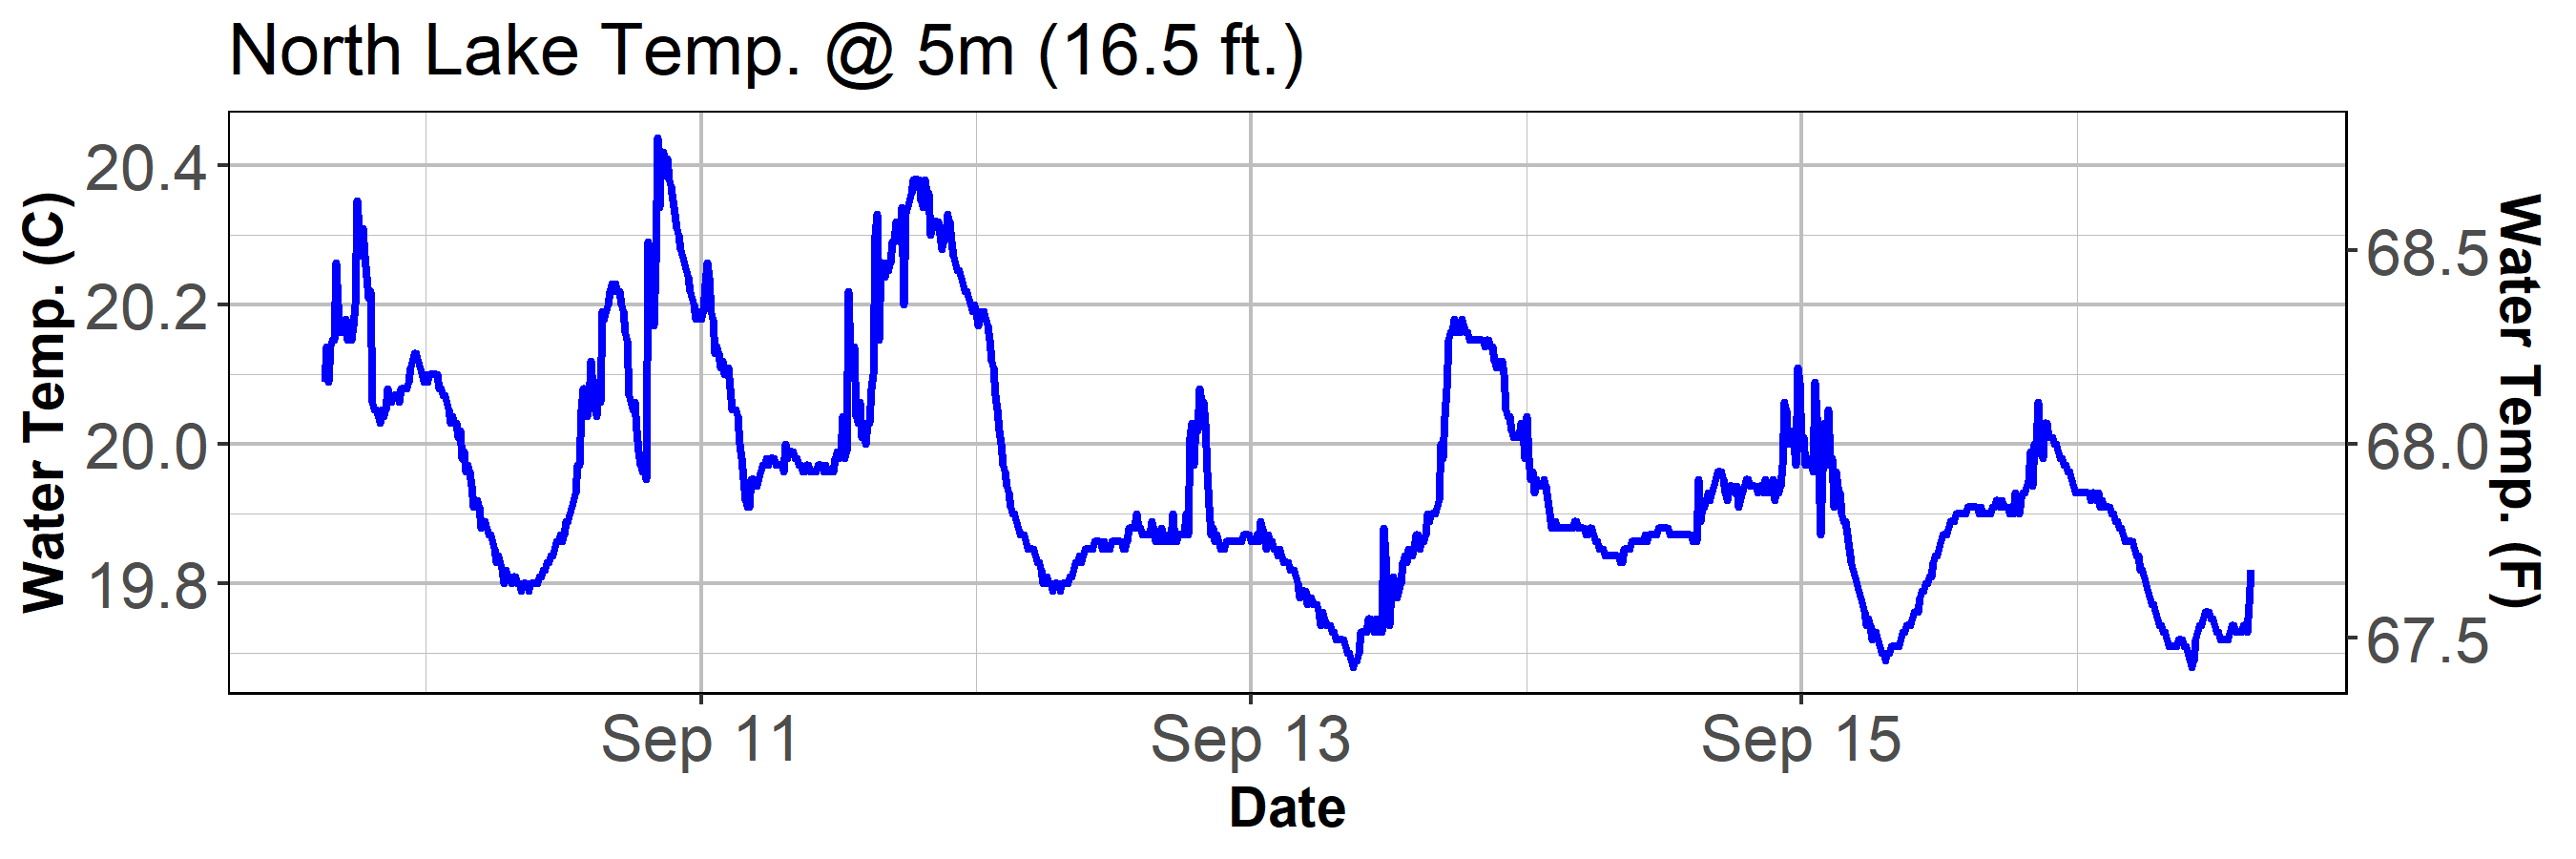 North Lake Temp. @ 5m (16.5 ft.)
Water Temp. (C)
20.4
20.2
20.0
19.8
68.5
68.0
67.5
Water Temp. (F)
Sep 11
Sep 13
Sep 15
Date